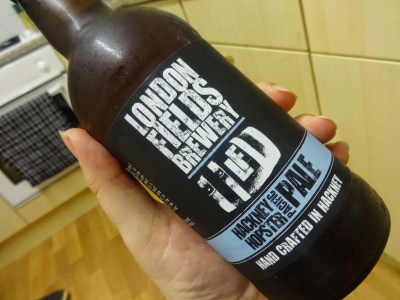 LONDON
FIELDS
BREWERY
HACKNEY
HOPSTER
PALE
HAND CRAFTED IN HACKNEY